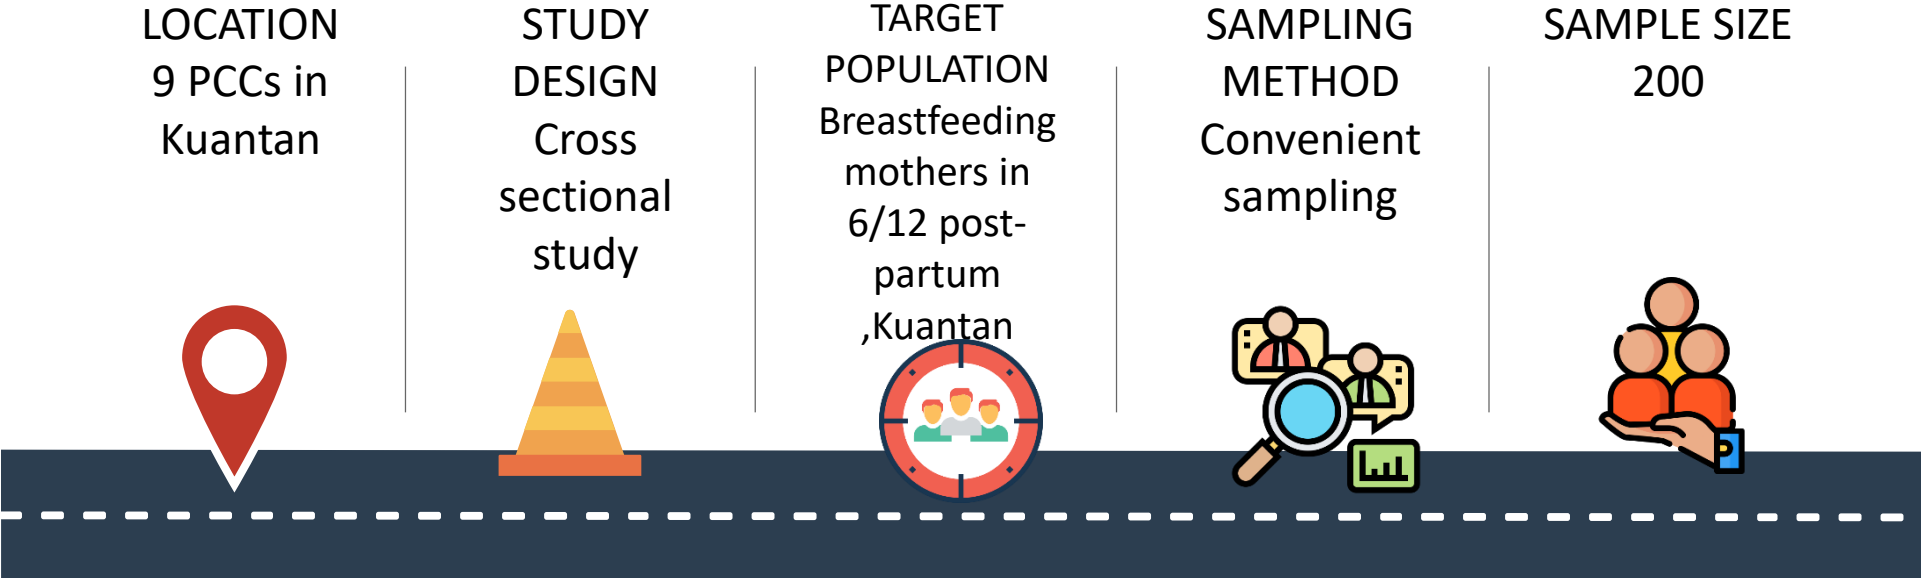 LOCATION
9 PCCs in
Kuantan
STUDY
DESIGN
Cross
sectional
study
TARGET
POPULATION
Breastfeeding
mothers in
6/12 post-
partum
,Kuantan
SAMPLING
METHOD
Convenient
sampling
SAMPLE SIZE
200